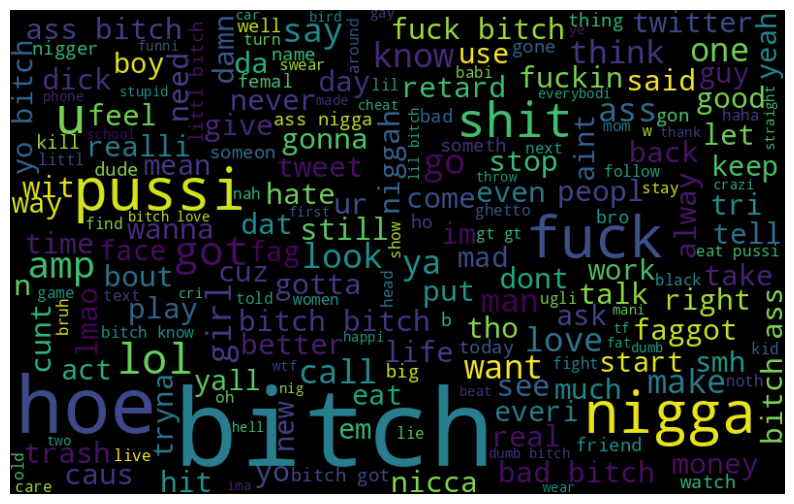 ass bitch
nigger
dick
yo bitch
boy
need
littl bitch
car
turn
funni
well
name
damn
swear
say
da
femal
bird
around
gay
lil
babi
cheat
day
fuck bitch
know
use
retard
twitter
think
fuckin
said
thing
gone
ye
one
guy
yeah
everybodi
good
straight
u
feel
phone
stupid
made
never
give
ass nigga
niggah
shit
bad
lil bitch
ass
aint
gon
mom
haha
w
thank
let
kill
school
realli
someon
gonna
tweet
go
someth
stop
next
back
keep
littl
dude
mean
wit
pussi
nah
hate
ur
come
even
throw
peopl
follow
stay
crazi
tri
way
find
bitch love
wanna
dat
first
still
show
ho
ghetto
fuck
bro
alway
tell
time
face
got
fag
look
ya
im
mad
gt gt
eat pussi
n
amp
bout
cuz
told
women
head
dont
work
black
take
game
text
cri
gotta
put
man
ugli
mani
talk
right
cunt
bruh
lmao
play
bitch know
girl
bitch bitch
b
tho
ask
tf
fat
dumb
faggot
act
lol
better
happi
life
today
love
fight
kid
yall
wtf
call
big
want
start
smh
bitch ass
hoe
tryna
oh
nig
bitch
eat
beat
see
much
make
noth
two
hell
new
em
lie
everi
nigga
old
trash
live
real
dumb bitch
friend
care
caus
hit
yo
ima
bitch got
nicca
bad bitch
wear
money
watch